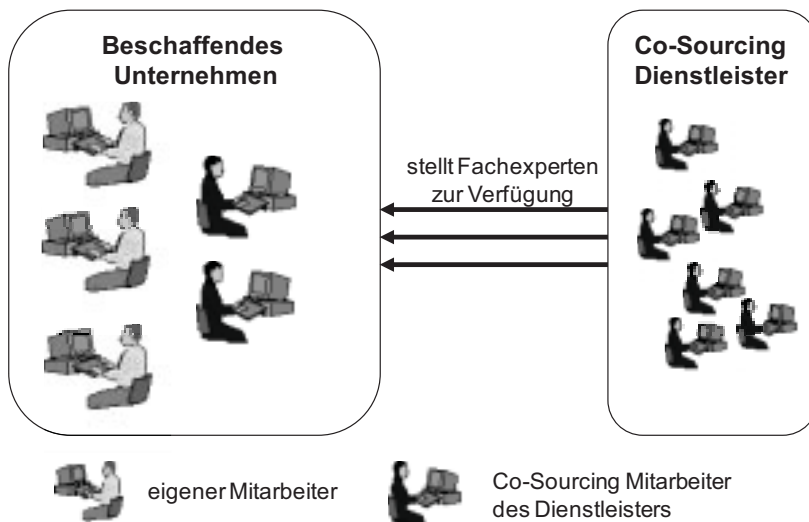 Beschaffendes
Unternehmen
Co-Sourcing
Dienstleister
stellt Fachexperten
zur Verfügung
eigener Mitarbeiter
Co-Sourcing Mitarbeiter
des Dienstleisters